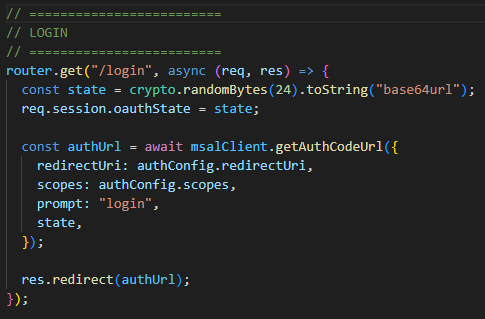 // =========================
// LOGIN
// =========================
router.get("/login", async (req, res) => {
  const state = crypto.randomBytes(24).toString("base64url");
  req.session.oauthState = state;

  const authUrl = await msalClient.getAuthCodeUrl({
    redirectUri: authConfig.redirectUri,
    scopes: authConfig.scopes,
    prompt: "login",
    state,
  });

  res.redirect(authUrl);
});